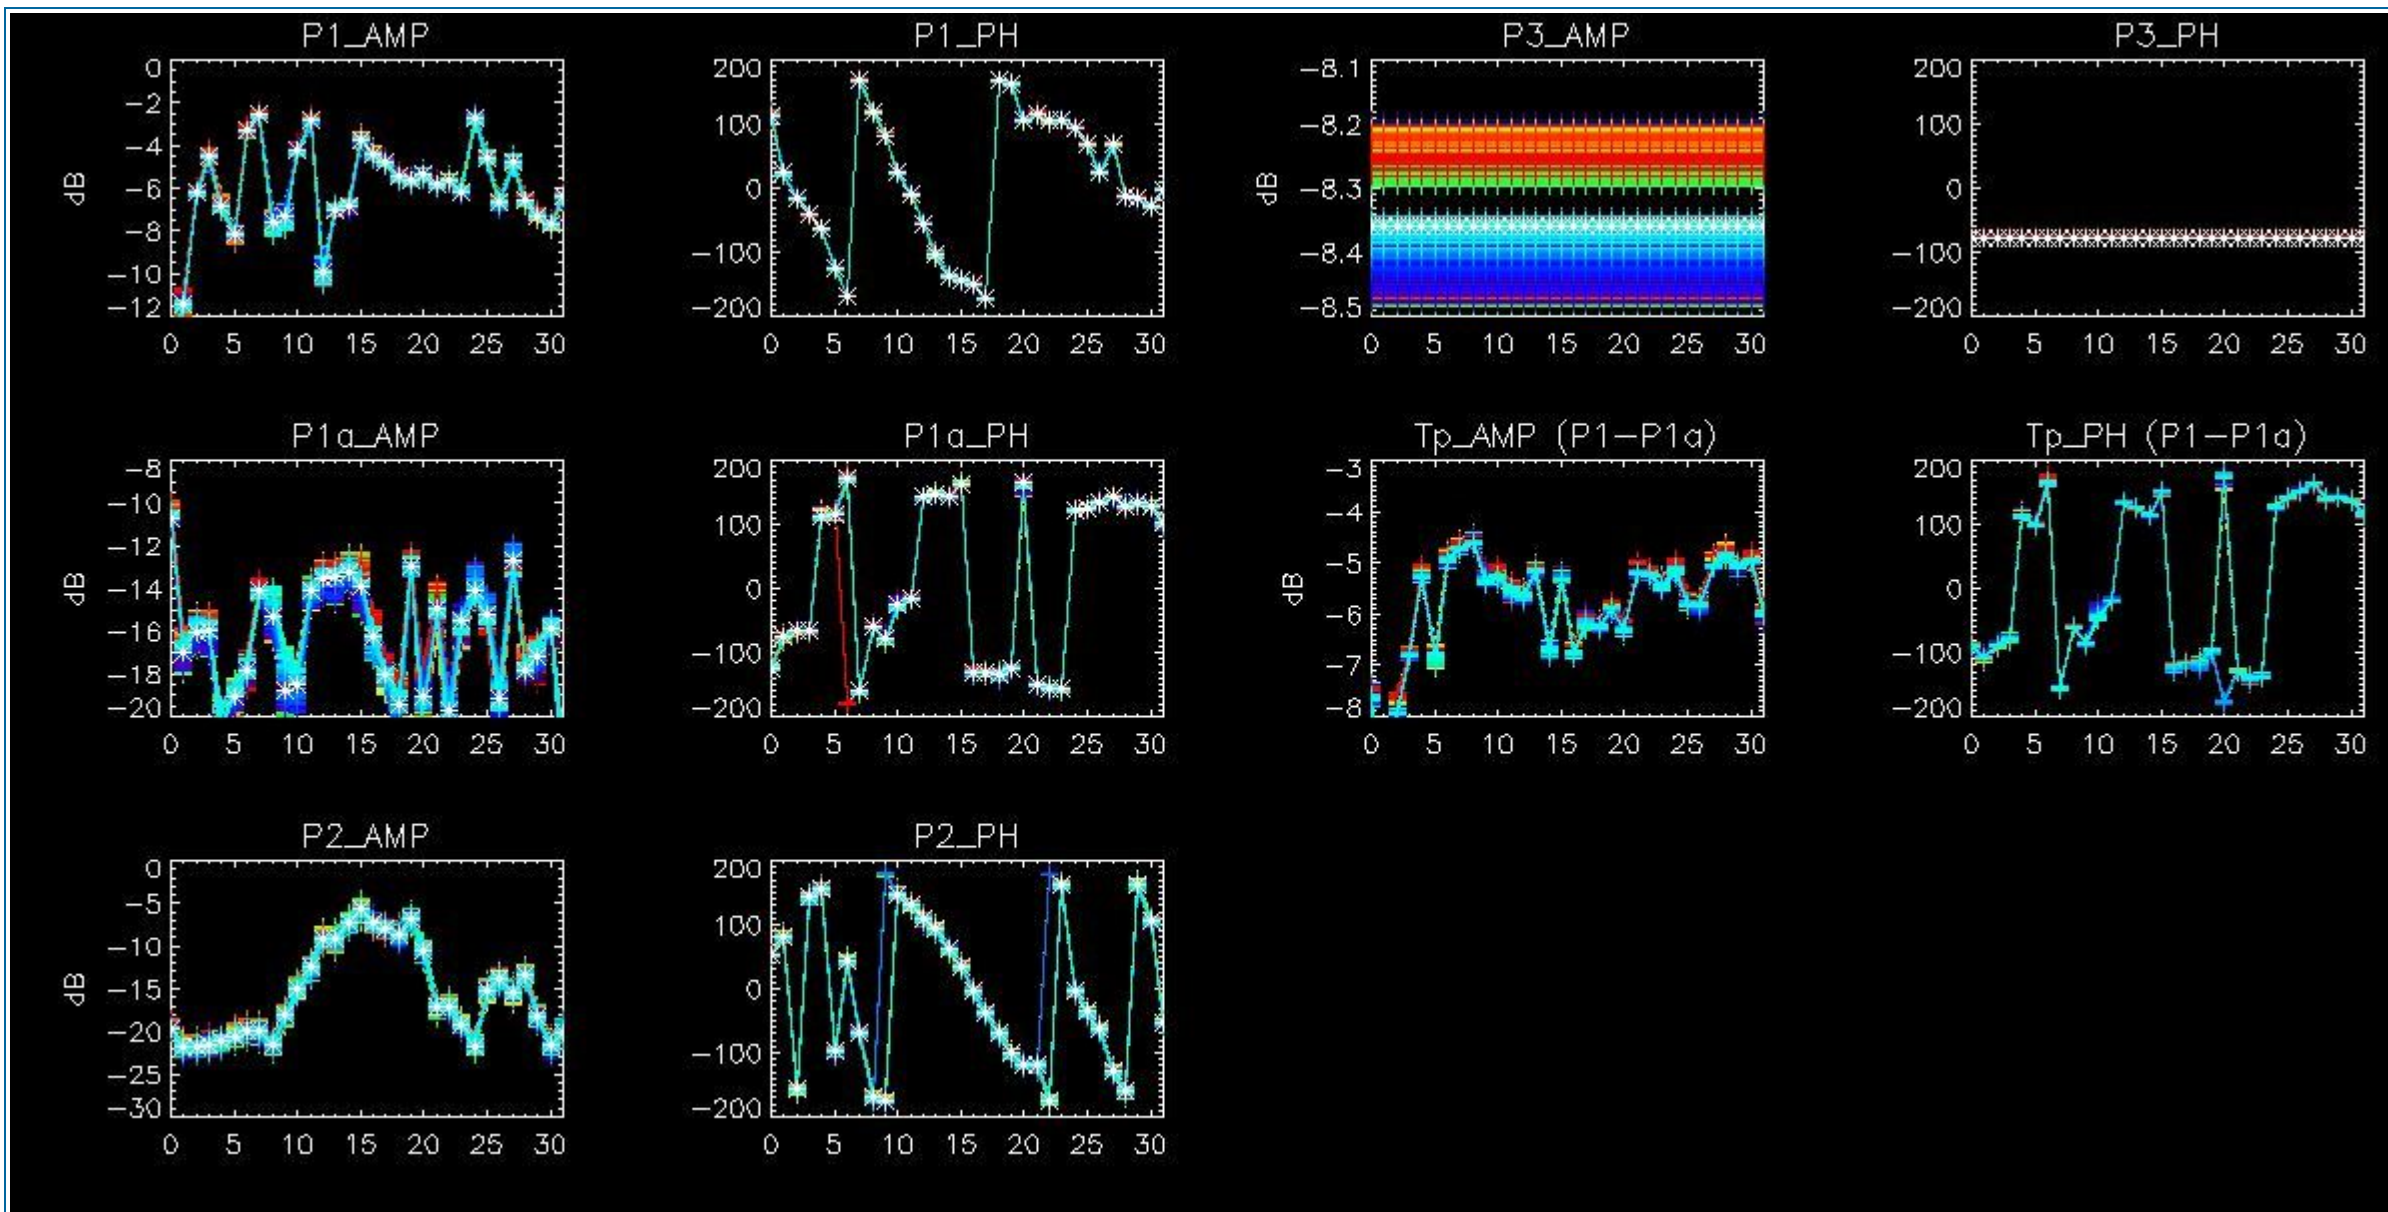 P1_AMP
0
−2
−4
−6
−8
−10
−12
dB
0 5 10 15 20 25 30
P1_PH
200
100
0
−100
−200
0 5 10 15 20 25 30
P3_AMP
−8.1
−8.2
−8.3
−8.4
−8.5
dB
0 5 10 15 20 25 30
P3_PH
200
100
0
−100
−200
0 5 10 15 20 25 30
P1a_AMP
−8
−10
−12
−14
−16
−18
−20
dB
0 5 10 15 20 25 30
P1a_PH
200
100
0
−100
−200
0 5 10 15 20 25 30
Tp_AMP (P1−P1a)
−3
−4
−5
−6
−7
−8
dB
0 5 10 15 20 25 30
Tp_PH (P1−P1a)
200
100
0
−100
−200
0 5 10 15 20 25 30
P2_AMP
0
−5
−10
−15
−20
−25
−30
dB
0 5 10 15 20 25 30
P2_PH
200
100
0
−100
−200
0 5 10 15 20 25 30